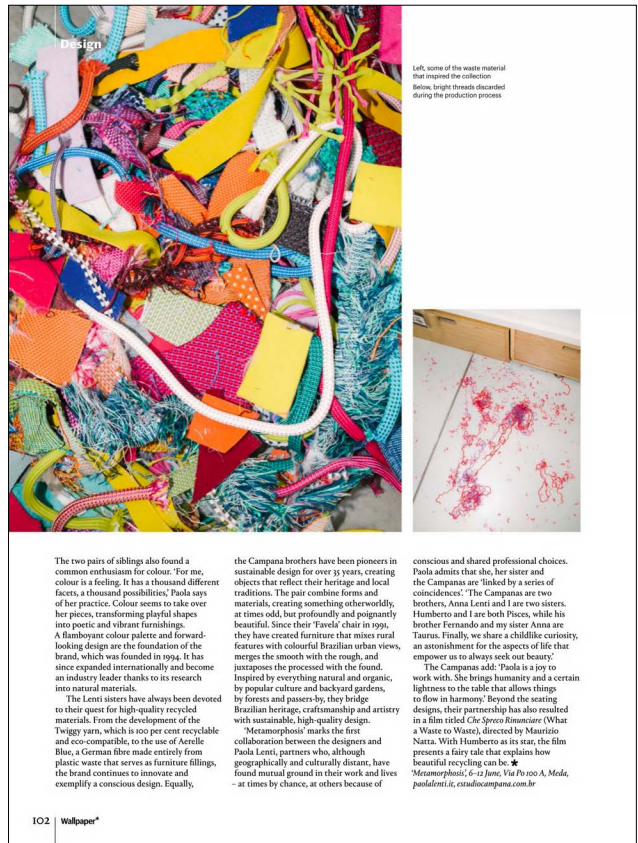 Design
Left, some of the waste material
that inspired the collection
Below, bright threads discarded
during the production process
The two pairs of siblings also found a
common enthusiasm for colour. ‘For me,
colour is a feeling. It has a thousand different
facets, a thousand possibilities,’ Paola says
of her practice. Colour seems to take over
her pieces, transforming playful shapes
into poetic and vibrant furnishings.
A flamboyant colour palette and forward-
looking design are the foundation of the
brand, which was founded in 1994. It has
since expanded internationally and become
an industry leader thanks to its research
into natural materials.
The Lenti sisters have always been devoted
to their quest for high-quality recycled
materials. From the development of the
Twiggy yarn, which is 100 per cent recyclable
and eco-compatible, to the use of Aerelle
Blue, a German fibre made entirely from
plastic waste that serves as furniture fillings,
the brand continues to innovate and
exemplify a conscious design. Equally,
the Campana brothers have been pioneers in
sustainable design for over 35 years, creating
objects that reflect their heritage and local
traditions. The pair combine forms and
materials, creating something otherworldly,
at times odd, but profoundly and poignantly
beautiful. Since their ‘Favela’ chair in 1991,
they have created furniture that mixes rural
features with colourful Brazilian urban views,
merges the smooth with the rough, and
juxtaposes the processed with the found.
Inspired by everything natural and organic,
by popular culture and backyard gardens,
by forests and passers-by, they bridge
Brazilian heritage, craftsmanship and artistry
with sustainable, high-quality design.
‘Metamorphosis’ marks the first
collaboration between the designers and
Paola Lenti, partners who, although
geographically and culturally distant, have
found mutual ground in their work and lives
– at times by chance, at others because of
conscious and shared professional choices.
Paola admits that she, her sister and
the Campanas are ‘linked by a series of
coincidences’. ‘The Campanas are two
brothers, Anna Lenti and I are two sisters.
Humberto and I are both Pisces, while his
brother Fernando and my sister Anna are
Taurus. Finally, we share a childlike curiosity,
an astonishment for the aspects of life that
empower us to always seek out beauty.’
The Campanas add: ‘Paola is a joy to
work with. She brings humanity and a certain
lightness to the table that allows things
to flow in harmony.’ Beyond the seating
designs, their partnership has also resulted
in a film titled Che Spreco Rinunciare (What
a Waste to Waste), directed by Maurizio
Natta. With Humberto as its star, the film
presents a fairy tale that explains how
beautiful recycling can be. ★
‘Metamorphosis’, 6–12 June, Via Po 100 A, Meda,
paolalenti.it, estudiocampana.com.br
102 | Wallpaper*